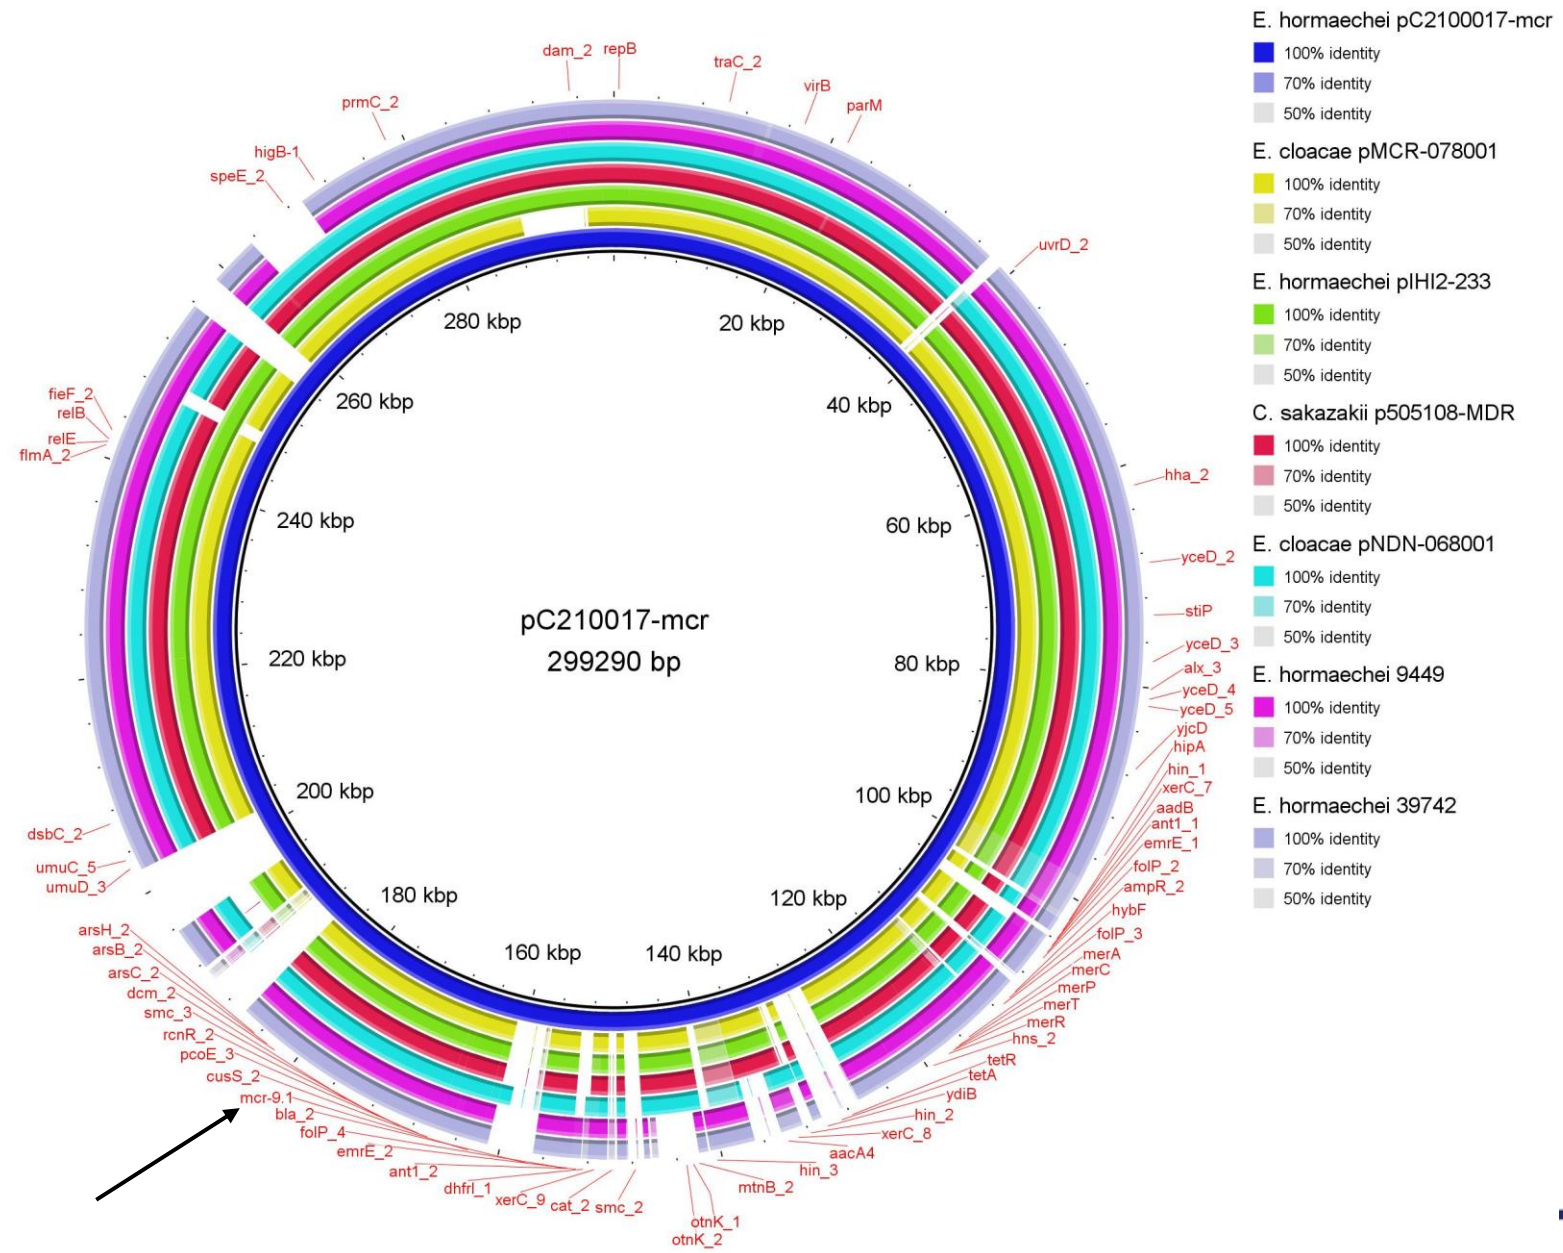 dam_2
repB
traC_2
virB
parM
prmC_2
higB-1
speE_2
uvrD_2
hha_2
yceD_2
stiP
yceD_3
alx_3
yceD_4
yceD_5
yjcD
hipA
hin_1
xerC_7
aadB
ant1_1
emrE_1
folP_2
ampR_2
hybF
folP_3
merA
merC
merP
merT
merR
hns_2
tetR
tetA
ydiB
hin_2
xerC_8
aacA4
hin_3
mtnB_2
otnK_1
otnK_2
smc_2
cat_2
xerC_9
dhfrI_1
ant1_2
emrE_2
folP_4
bla_2
mcr-9.1
cusS_2
pcoE_3
rcnR_2
smc_3
dcm_2
arsC_2
arsB_2
arsH_2
umuD_3
umuC_5
dsbC_2
flmA_2
relE
relB
fieF_2
20 kbp
40 kbp
60 kbp
80 kbp
100 kbp
120 kbp
140 kbp
160 kbp
180 kbp
200 kbp
220 kbp
240 kbp
260 kbp
280 kbp
pC210017-mcr
299290 bp
E. hormaechei pC2100017-mcr
100% identity
70% identity
50% identity
E. cloacae pMCR-078001
100% identity
70% identity
50% identity
E. hormaechei pIHI2-233
100% identity
70% identity
50% identity
C. sakazakii p505108-MDR
100% identity
70% identity
50% identity
E. cloacae pNDN-068001
100% identity
70% identity
50% identity
E. hormaechei 9449
100% identity
70% identity
50% identity
E. hormaechei 39742
100% identity
70% identity
50% identity